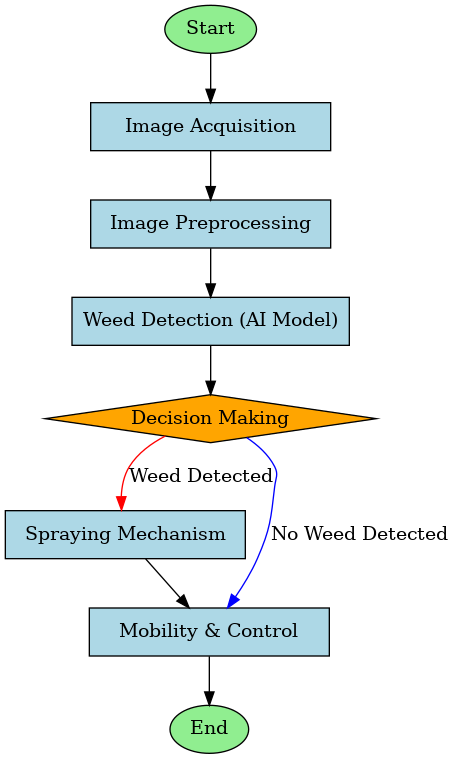 Start
Image Acquisition
Image Preprocessing
Weed Detection (AI Model)
Decision Making
Weed Detected
Spraying Mechanism
No Weed Detected
Mobility & Control
End